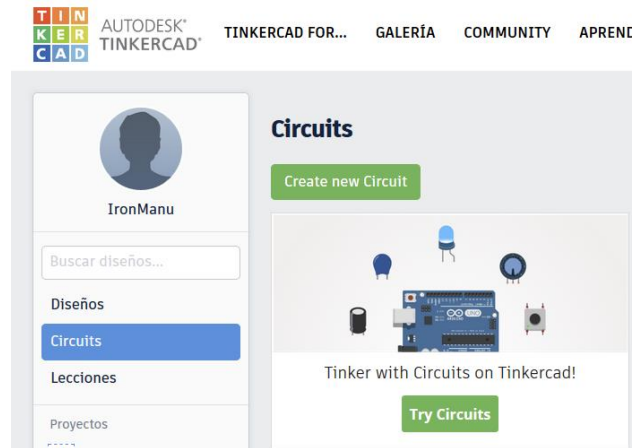 TIN
KER
CAD
AUTODESK®
TINKERCAD®
TINKERCAD FOR... GALERÍA COMMUNITY APREND
IronManu
Buscar diseños...
Diseños
Circuits
Lecciones
Proyectos
Circuits
Create new Circuit
Tinker with Circuits on Tinkercad!
Try Circuits